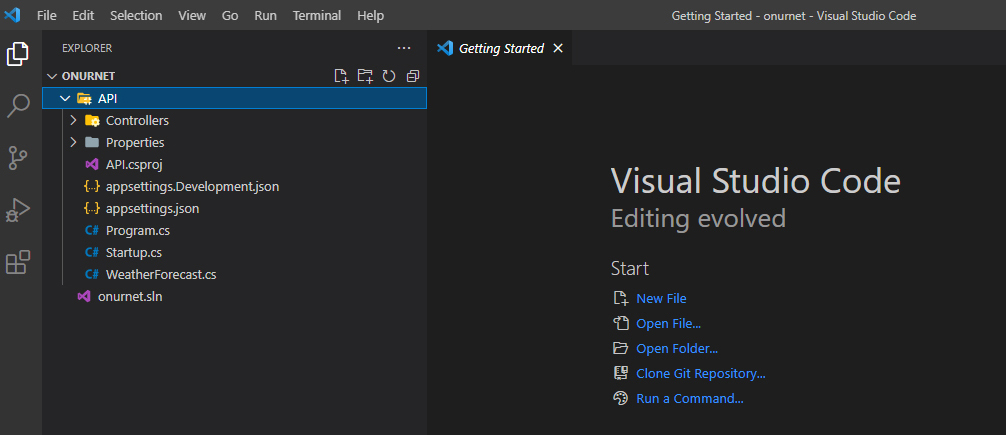 File Edit Selection View Go Run Terminal Help Getting Started - onurnet - Visual Studio Code
EXPLORER
ONURNET
API
Controllers
Properties
API.csproj
{..} appsettings.Development.json
{..} appsettings.json
C# Program.cs
C# Startup.cs
C# WeatherForecast.cs
onurnet.sln
Getting Started
Visual Studio Code
Editing evolved
Start
New File
Open File...
Open Folder...
Clone Git Repository...
Run a Command...